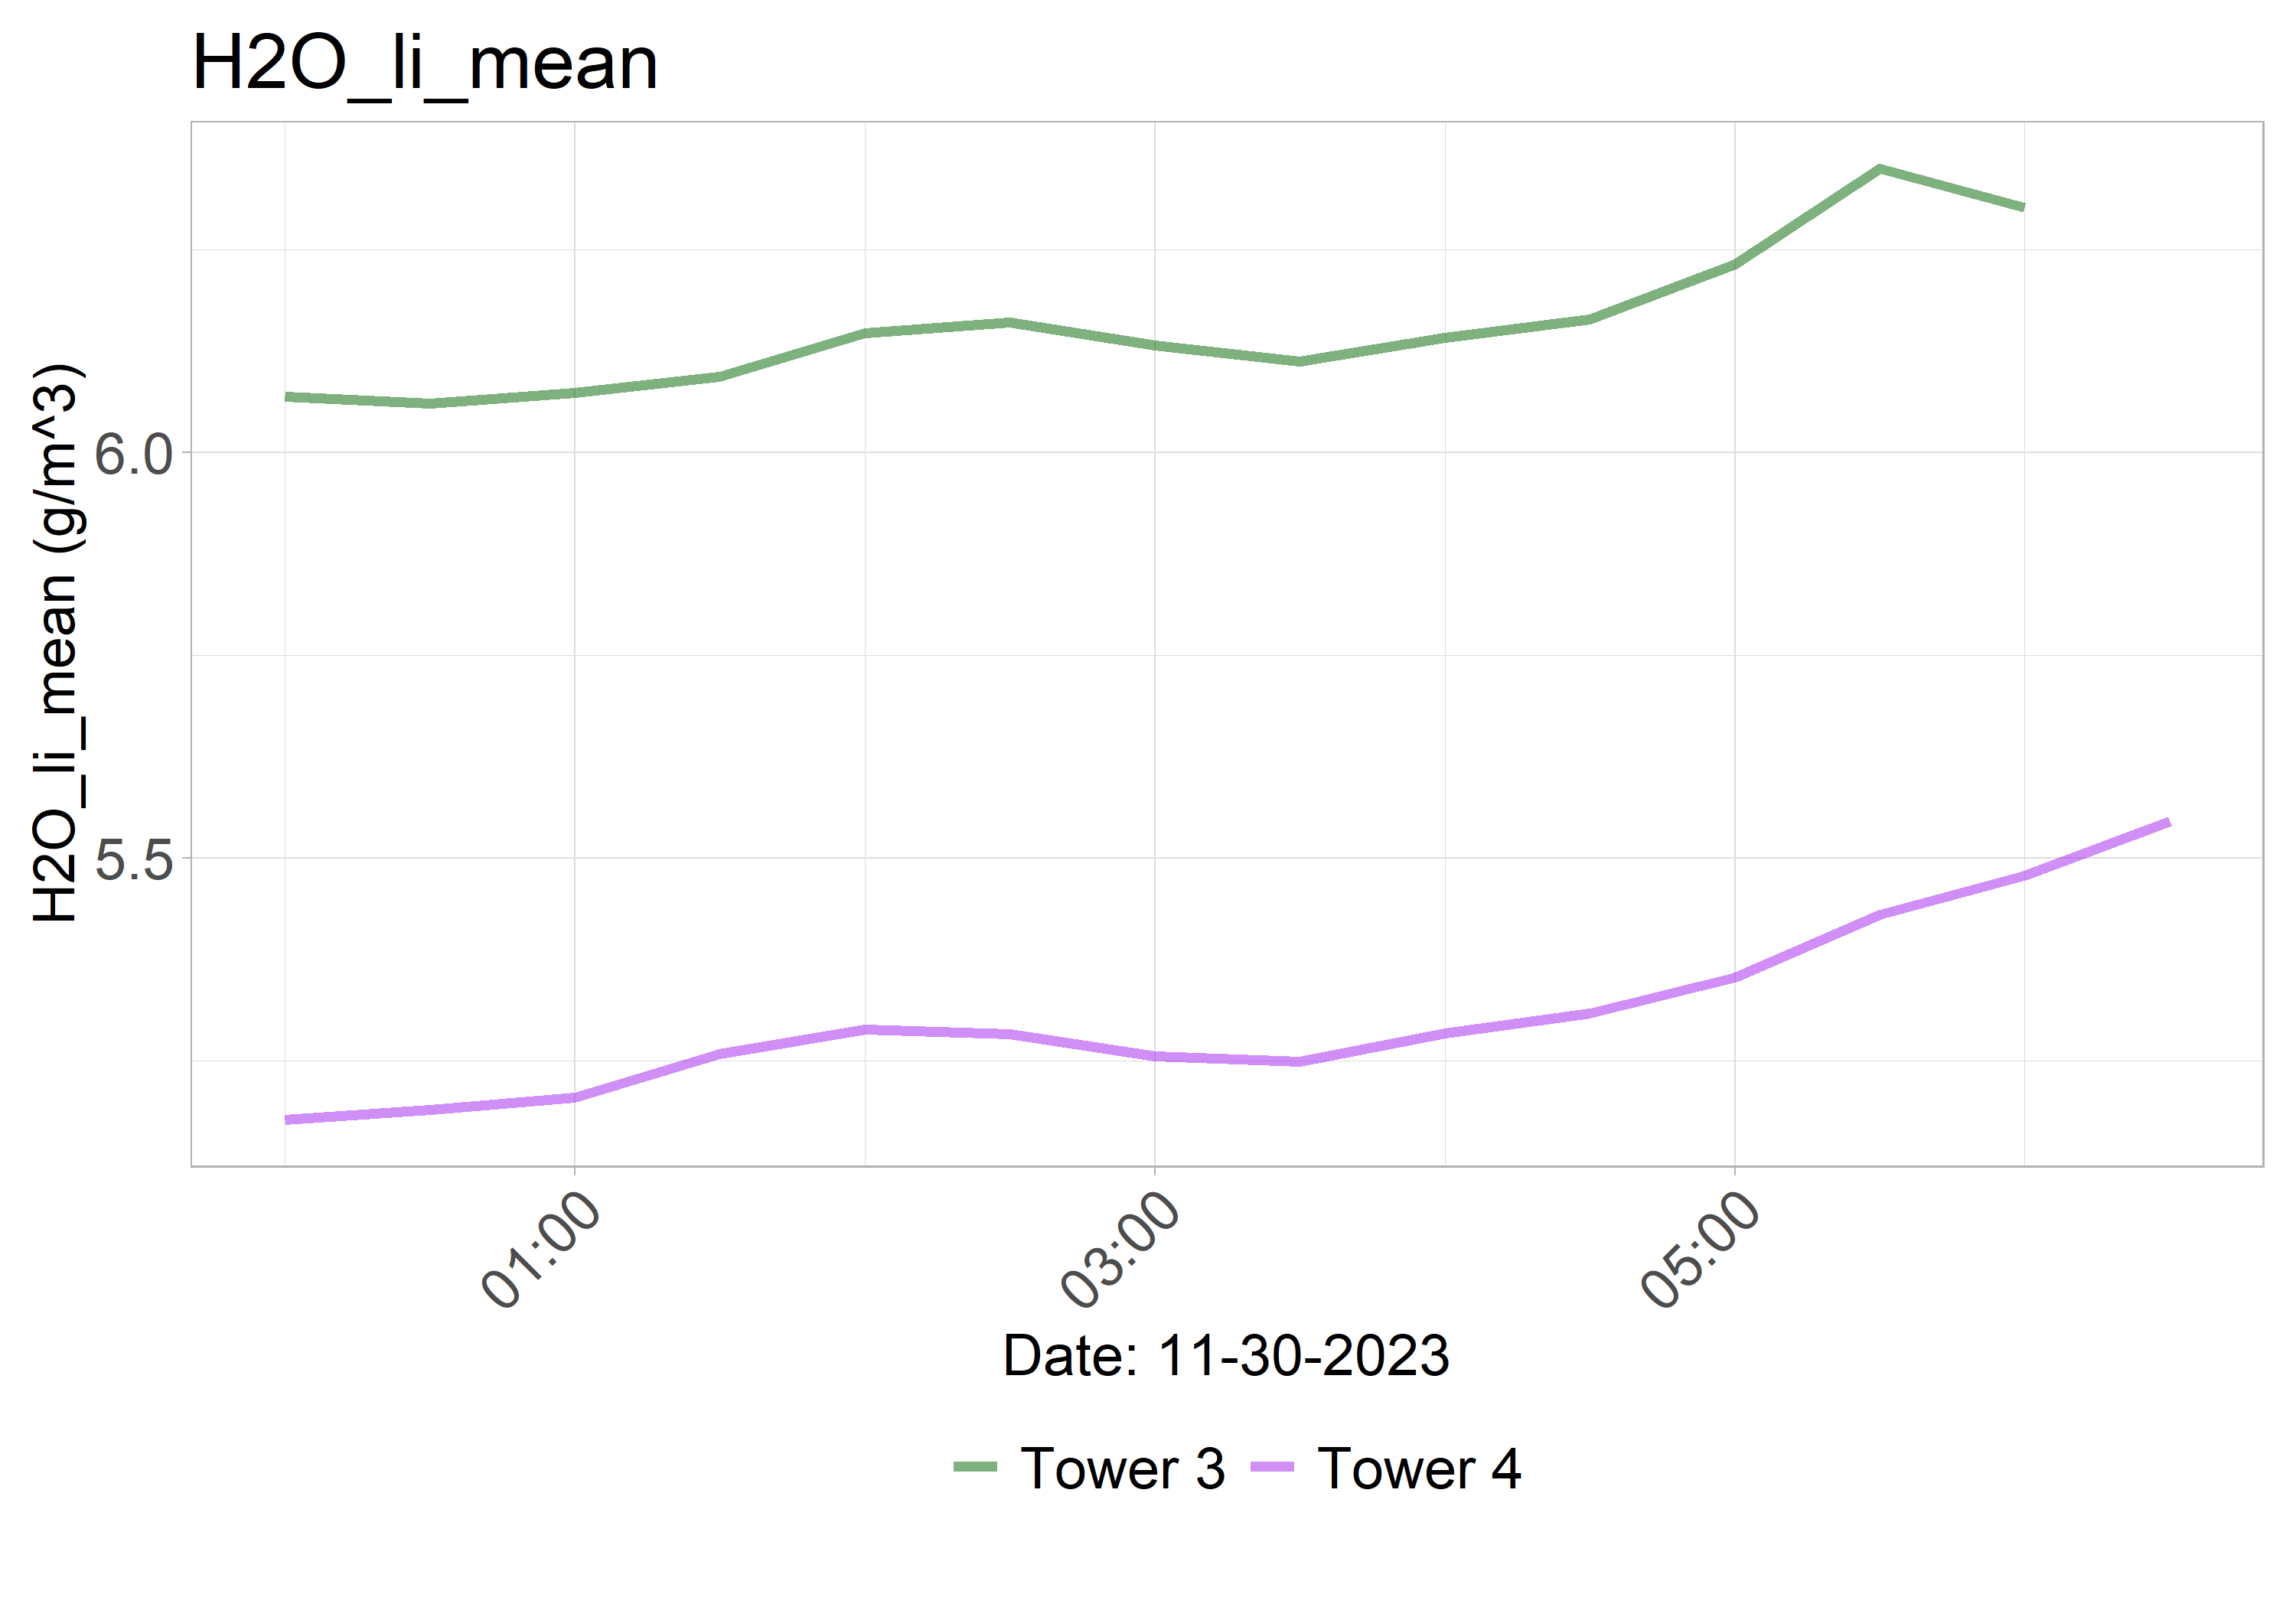 H2O_li_mean
H2O_li_mean (g/m^3)
6.0
5.5
01:00
03:00
05:00
Date: 11-30-2023
Tower 3
Tower 4